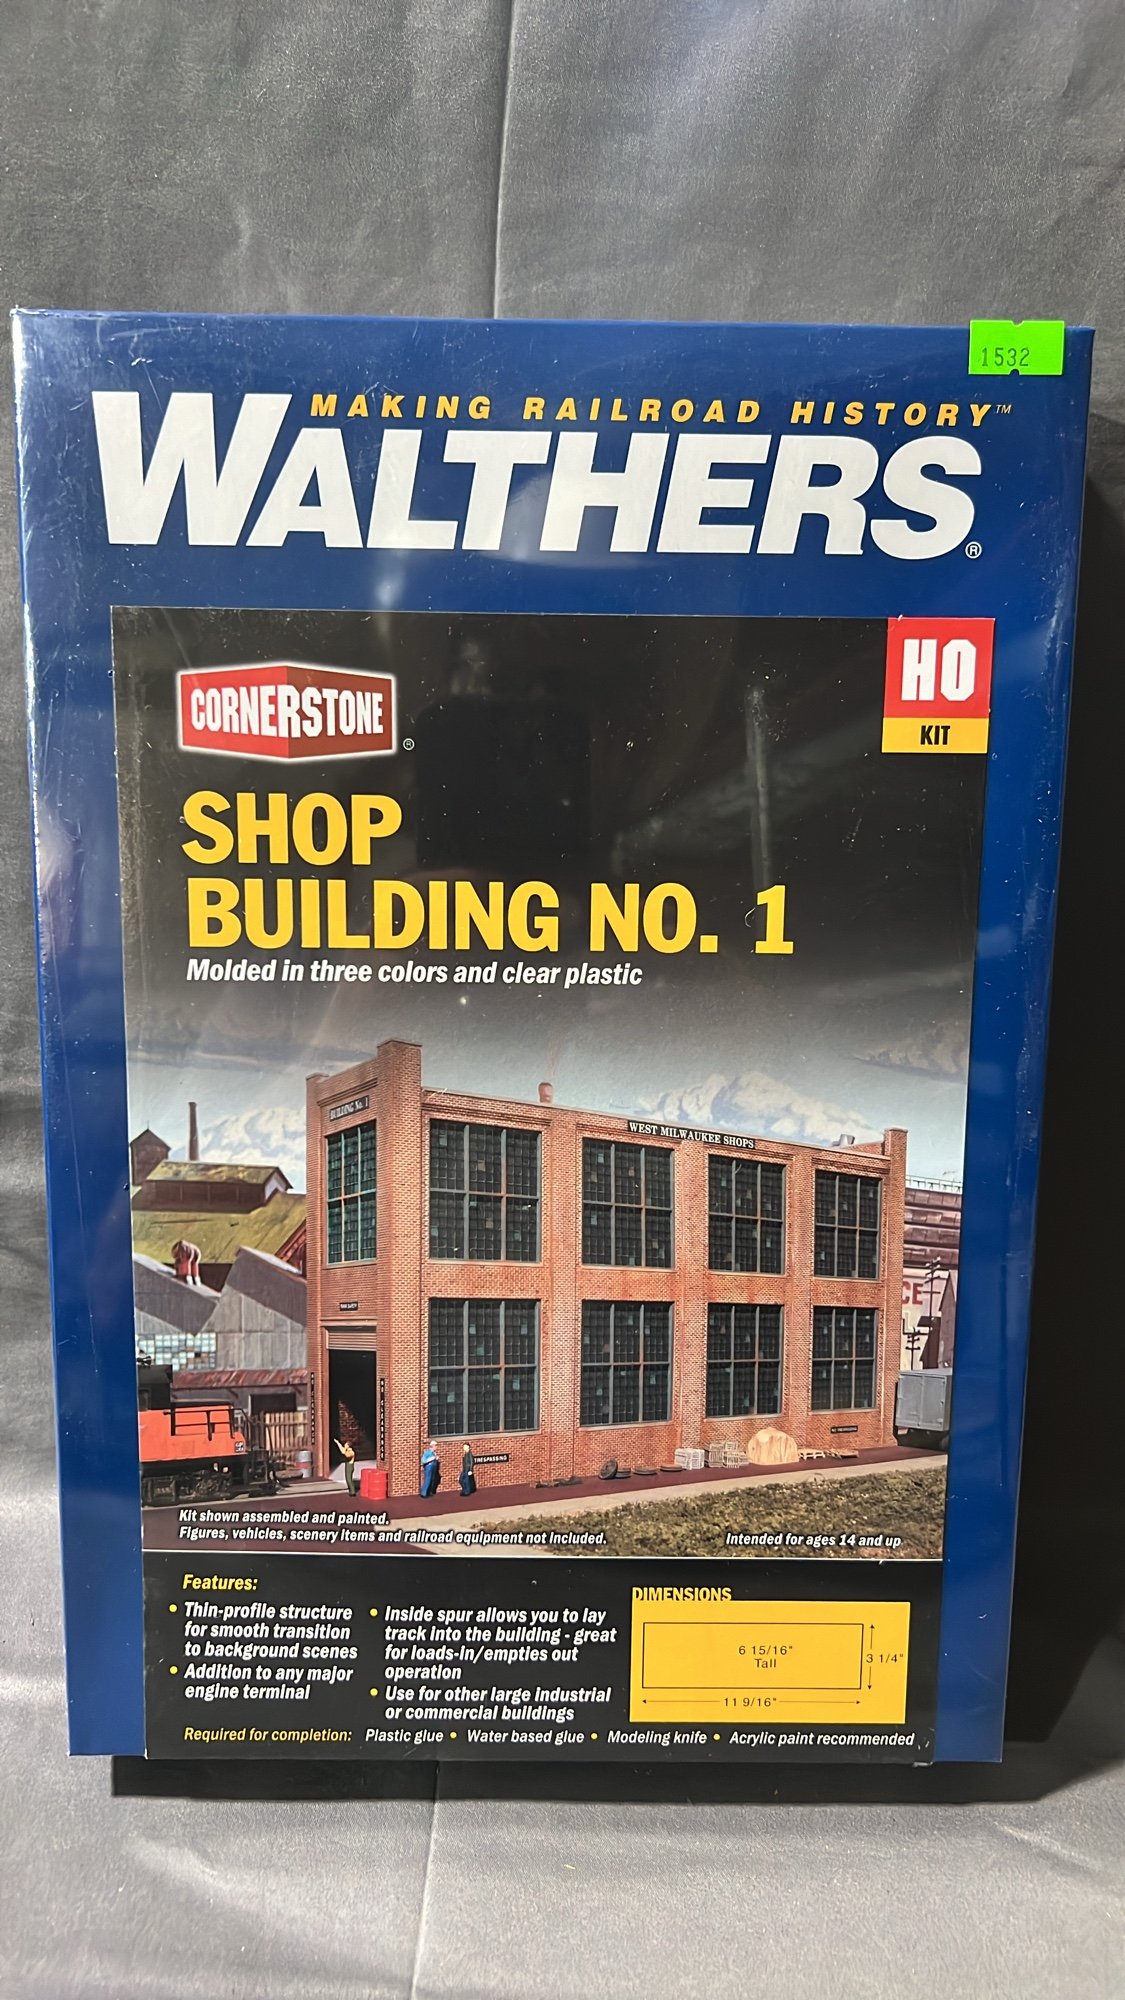 1532
MAKING RAILROAD HISTORY™
WALTHERS®
HO
KIT
CORNERSTONE®
SHOP
BUILDING NO. 1
Molded in three colors and clear plastic
BUILDING No. 1
WEST MILWAUKEE SHOPS
TRESPASSING
Kit shown assembled and painted.
Figures, vehicles, scenery items and railroad equipment not included.
Intended for ages 14 and up
Features:
• Thin-profile structure
for smooth transition
to background scenes
• Addition to any major
engine terminal
• Inside spur allows you to lay
track into the building - great
for loads-in/empties out
operation
• Use for other large industrial
or commercial buildings
DIMENSIONS
6 15/16"
Tall
3 1/4"
11 9/16"
Required for completion: Plastic glue • Water based glue • Modeling knife • Acrylic paint recommended